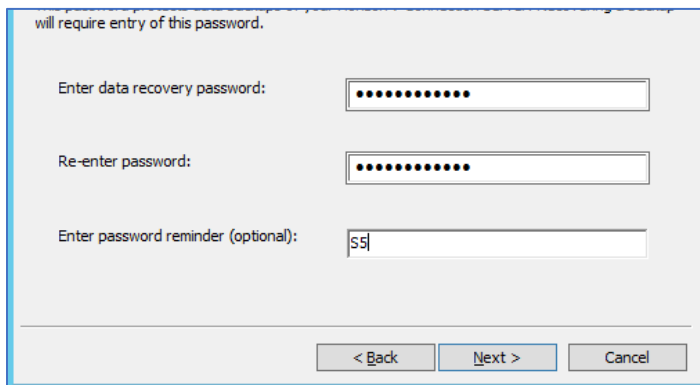 will require entry of this password.
Enter data recovery password:
••••••••••••
Re-enter password:
••••••••••••
Enter password reminder (optional):
S5
< Back
Next >
Cancel